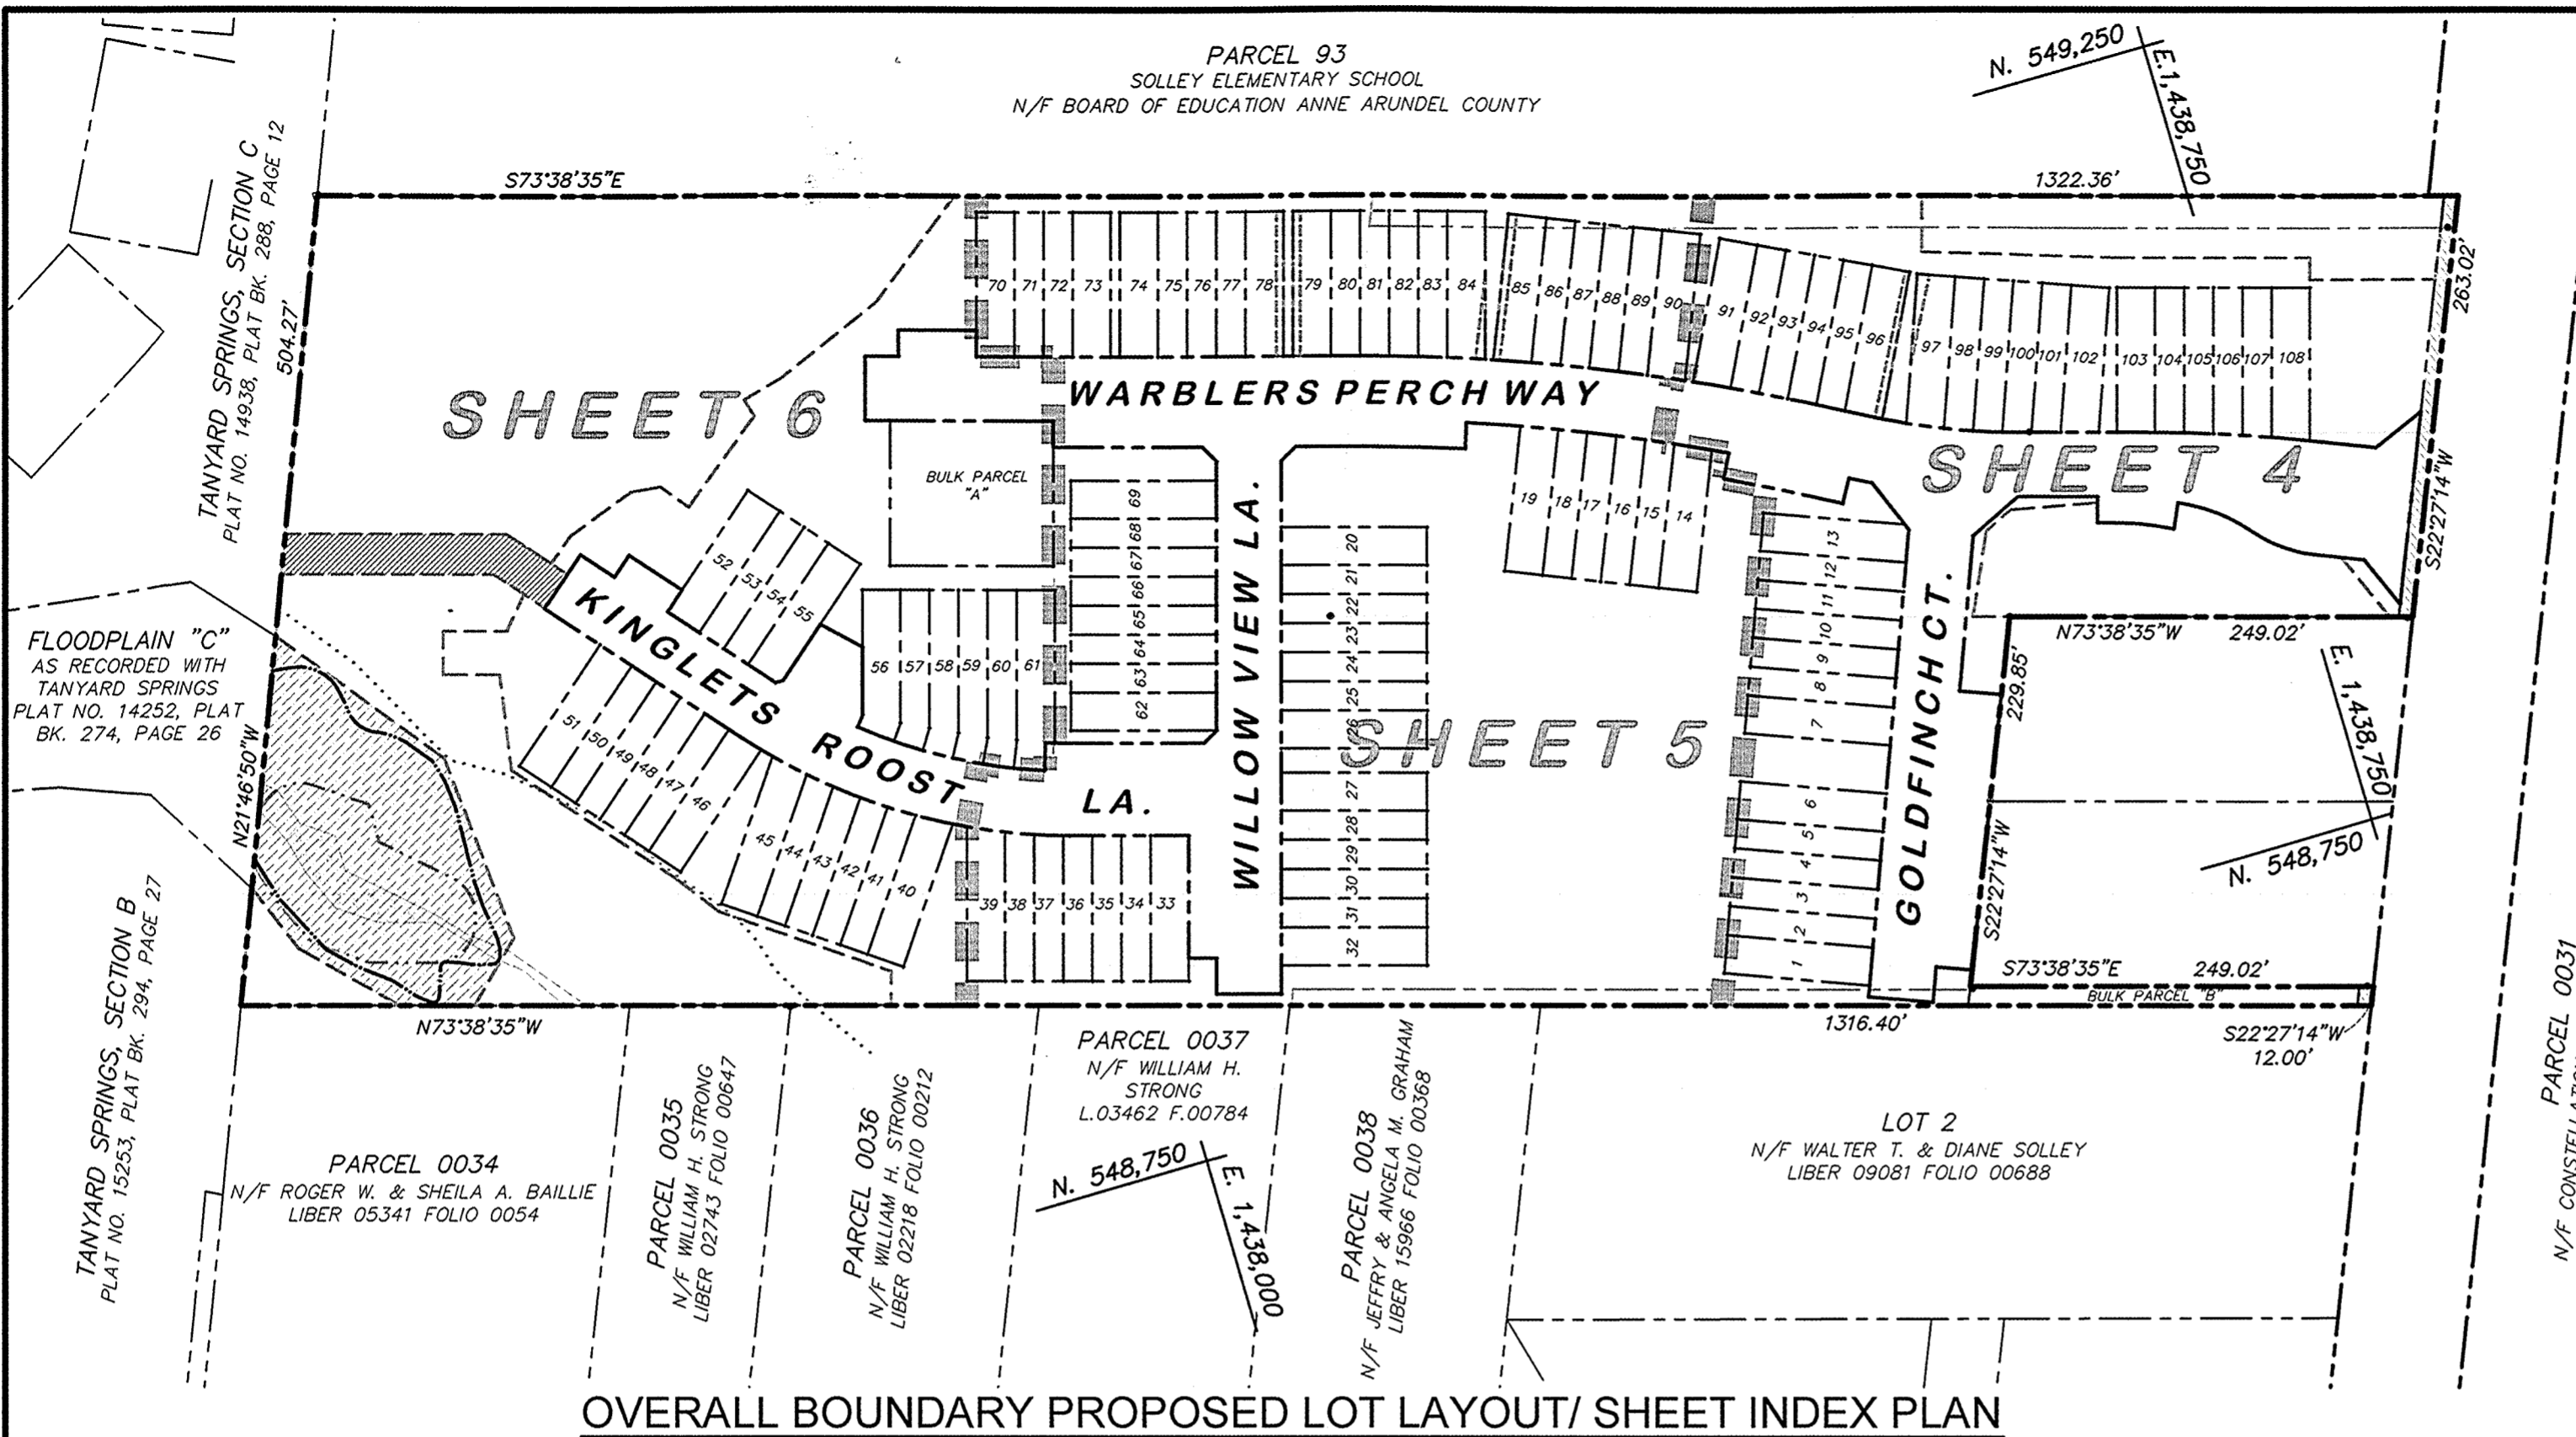 PARCEL 93
SOLLEY ELEMENTARY SCHOOL
N/F BOARD OF EDUCATION ANNE ARUNDEL COUNTY
N. 549,250
E.1,438,750
TANYARD SPRINGS, SECTION C
PLAT NO. 14938, PLAT BK. 288, PAGE 12
S73°38'35"E
1322.36'
504.27'
263.02'
70 71 72 73 74 75 76 77 78 79 80 81 82 83 84 85 86 87 88 89 90 91 92 93 94 95 96 97 98 99 100 101 102 103 104 105 106 107 108
WARBLERS PERCH WAY
SHEET 6
SHEET 4
S22°27'14"W
BULK PARCEL
"A"
69
68
67
66
65
64
63
62
WILLOW VIEW LA.
19 18 17 16 15 14
20
21
22
23
24
25
26
27
28
29
30
31
32
SHEET 5
13
12
11
10
9
8
7
6
5
4
3
2
1
GOLDFINCH CT.
52 53 54 55
KINGLETS ROOST LA.
56 57 58 59 60 61
51 50 49 48 47 46 45 44 43 42 41 40
39 38 37 36 35 34 33
FLOODPLAIN "C"
AS RECORDED WITH
TANYARD SPRINGS
PLAT NO. 14252, PLAT
BK. 274, PAGE 26
N21°46'50"W
N73°38'35"W 249.02'
229.85'
E. 1,438,750
N. 548,750
S22°27'14"W
S73°38'35"E 249.02'
BULK PARCEL "B"
TANYARD SPRINGS, SECTION B
PLAT NO. 15253, PLAT BK. 294, PAGE 27
N73°38'35"W
1316.40'
S22°27'14"W
12.00'
PARCEL 0034
N/F ROGER W. & SHEILA A. BAILLIE
LIBER 05341 FOLIO 0054
PARCEL 0035
N/F WILLIAM H. STRONG
LIBER 02743 FOLIO 00647
PARCEL 0036
N/F WILLIAM H. STRONG
LIBER 02218 FOLIO 00212
PARCEL 0037
N/F WILLIAM H.
STRONG
L.03462 F.00784
N. 548,750
E. 1,438,000
PARCEL 0038
N/F JEFFRY & ANGELA M. GRAHAM
LIBER 15966 FOLIO 00368
LOT 2
N/F WALTER T. & DIANE SOLLEY
LIBER 09081 FOLIO 00688
PARCEL 0031
OVERALL BOUNDARY PROPOSED LOT LAYOUT/ SHEET INDEX PLAN